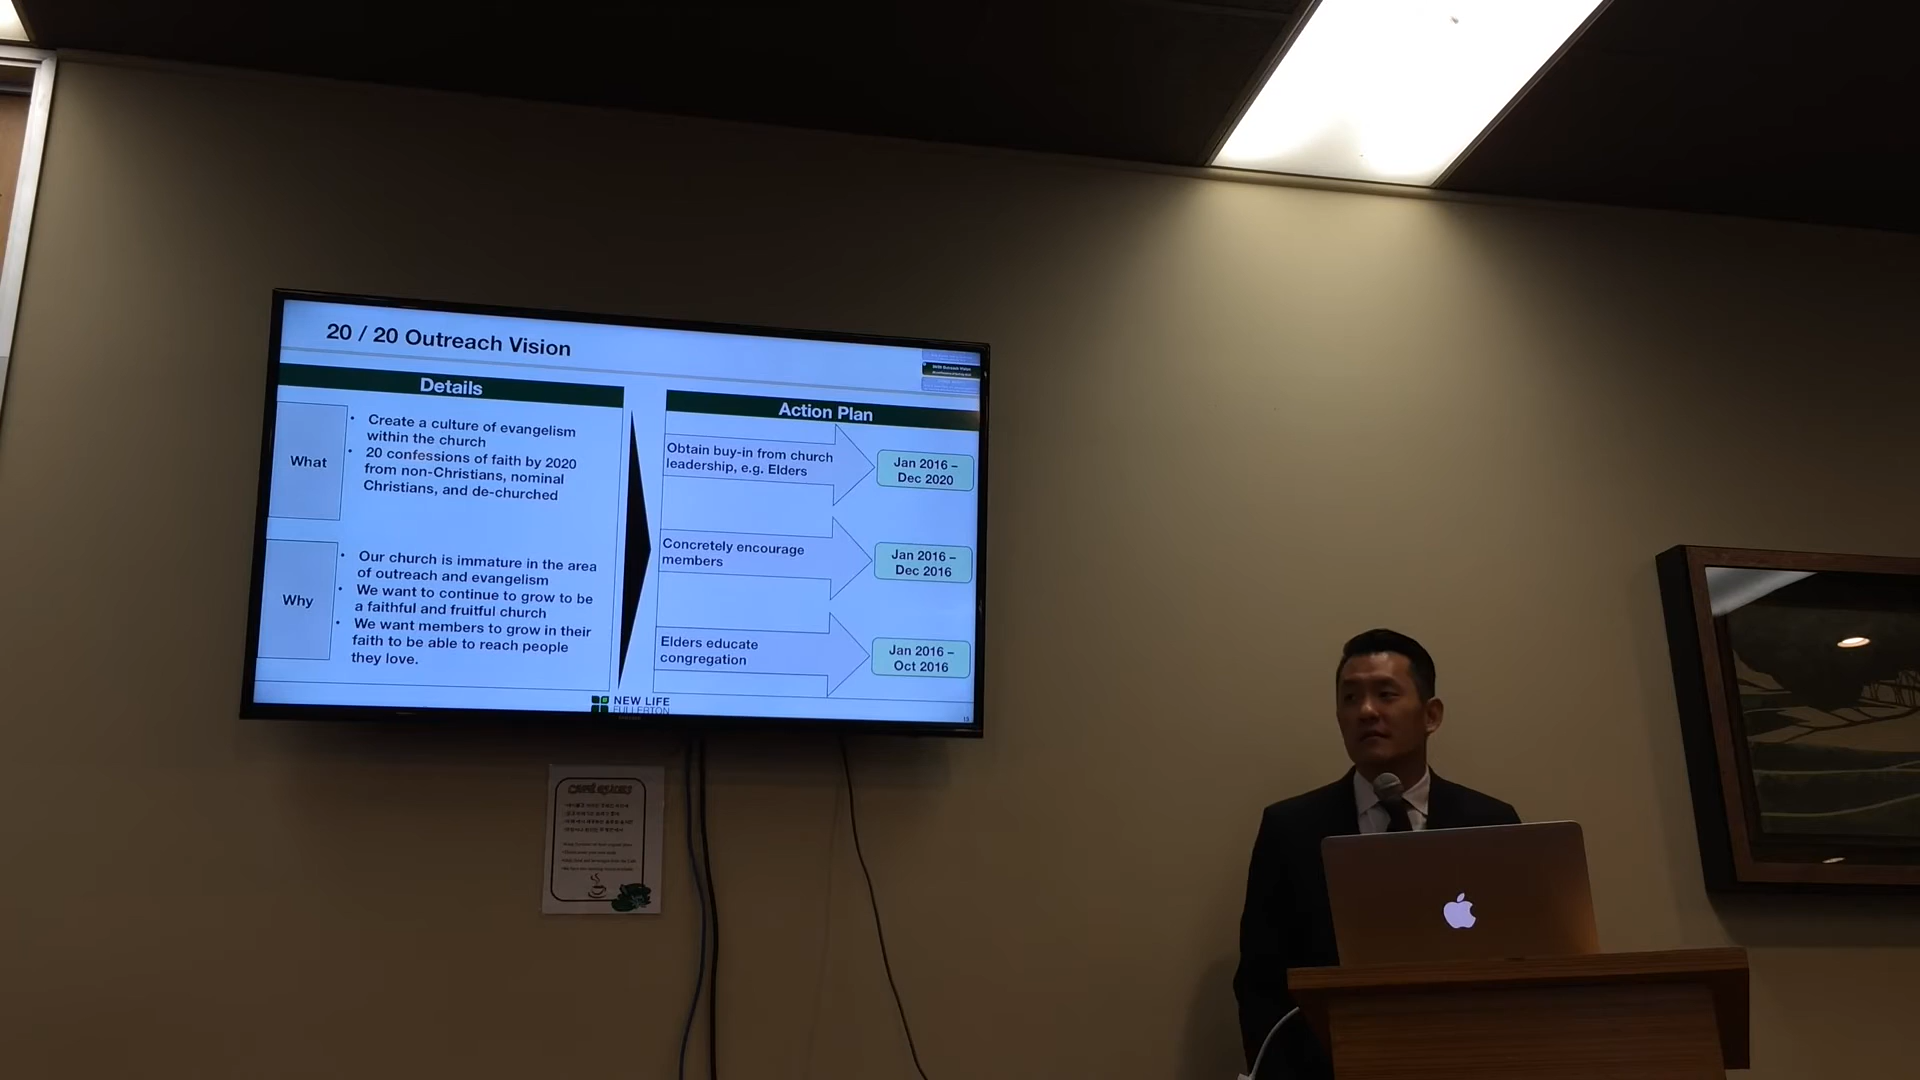 20 / 20 Outreach Vision
Details
What
• Create a culture of evangelism
within the church
• 20 confessions of faith by 2020
from non-Christians, nominal
Christians, and de-churched
Why
• Our church is immature in the area
of outreach and evangelism
• We want to continue to grow to be
a faithful and fruitful church
• We want members to grow in their
faith to be able to reach people
they love.
Action Plan
Obtain buy-in from church
leadership, e.g. Elders
Jan 2016 –
Dec 2020
Concretely encourage
members
Jan 2016 –
Dec 2016
Elders educate
congregation
Jan 2016 –
Oct 2016
NEW LIFE
FULLERTON